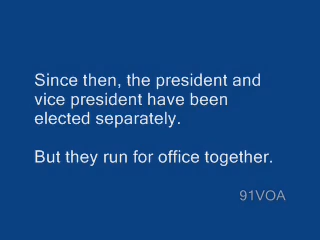 Since then, the president and
vice president have been
elected separately.
But they run for office together.
91VOA